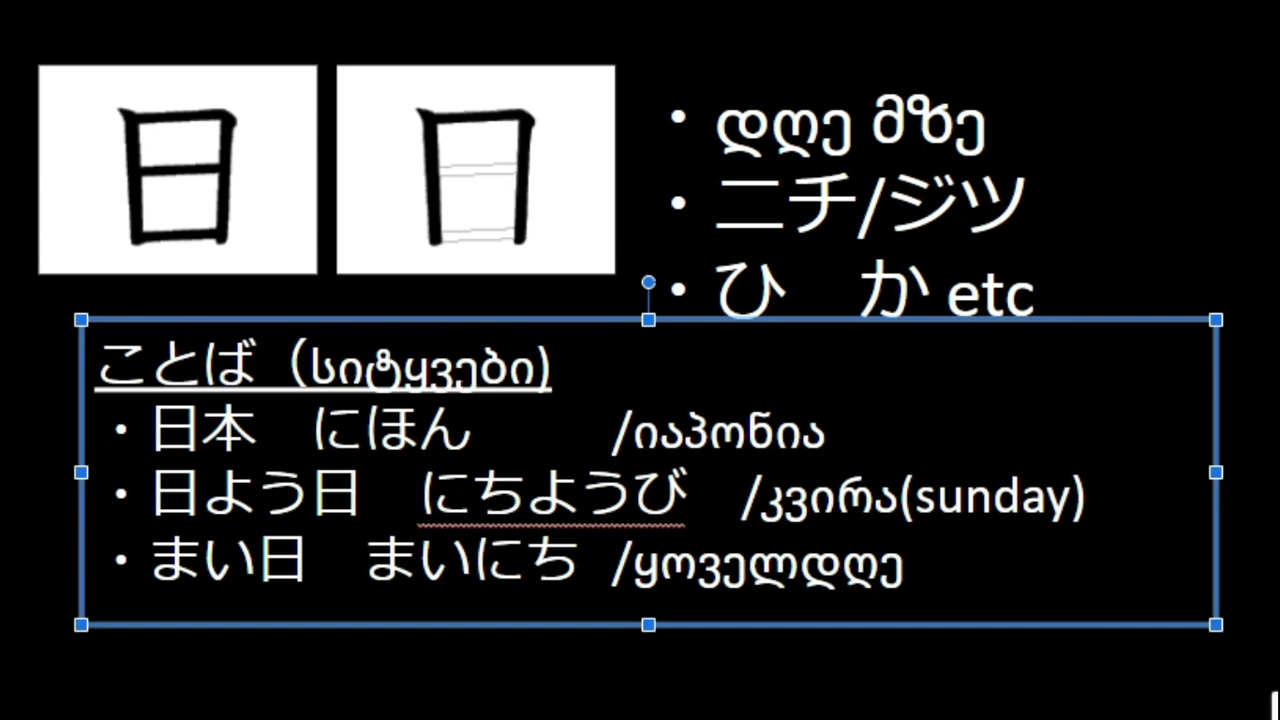 日
• დღე მზე
• ニチ/ジツ
• ひ　か etc
ことば（სიტყვები)
・日本　にほん　/იაპონია
・日よう日　にちようび　/კვირა(sunday)
・まい日　まいにち /ყოველდღე